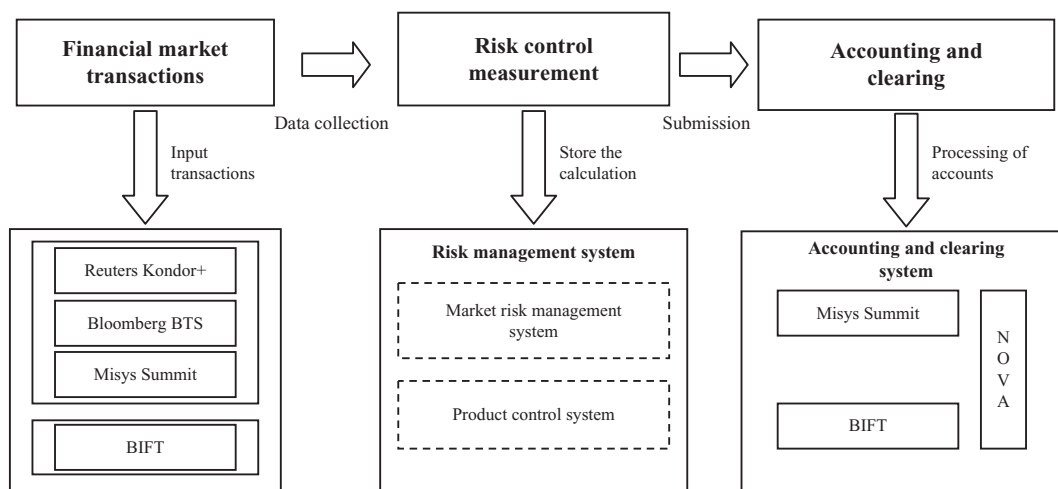 Financial market
transactions
Risk control
measurement
Accounting and
clearing
Data collection
Submission
Input
transactions
Store the
calculation
Processing of
accounts
Reuters Kondor+
Bloomberg BTS
Misys Summit
BIFT
Risk management system
Market risk management
system
Product control system
Accounting and clearing
system
Misys Summit
BIFT
N
O
V
A